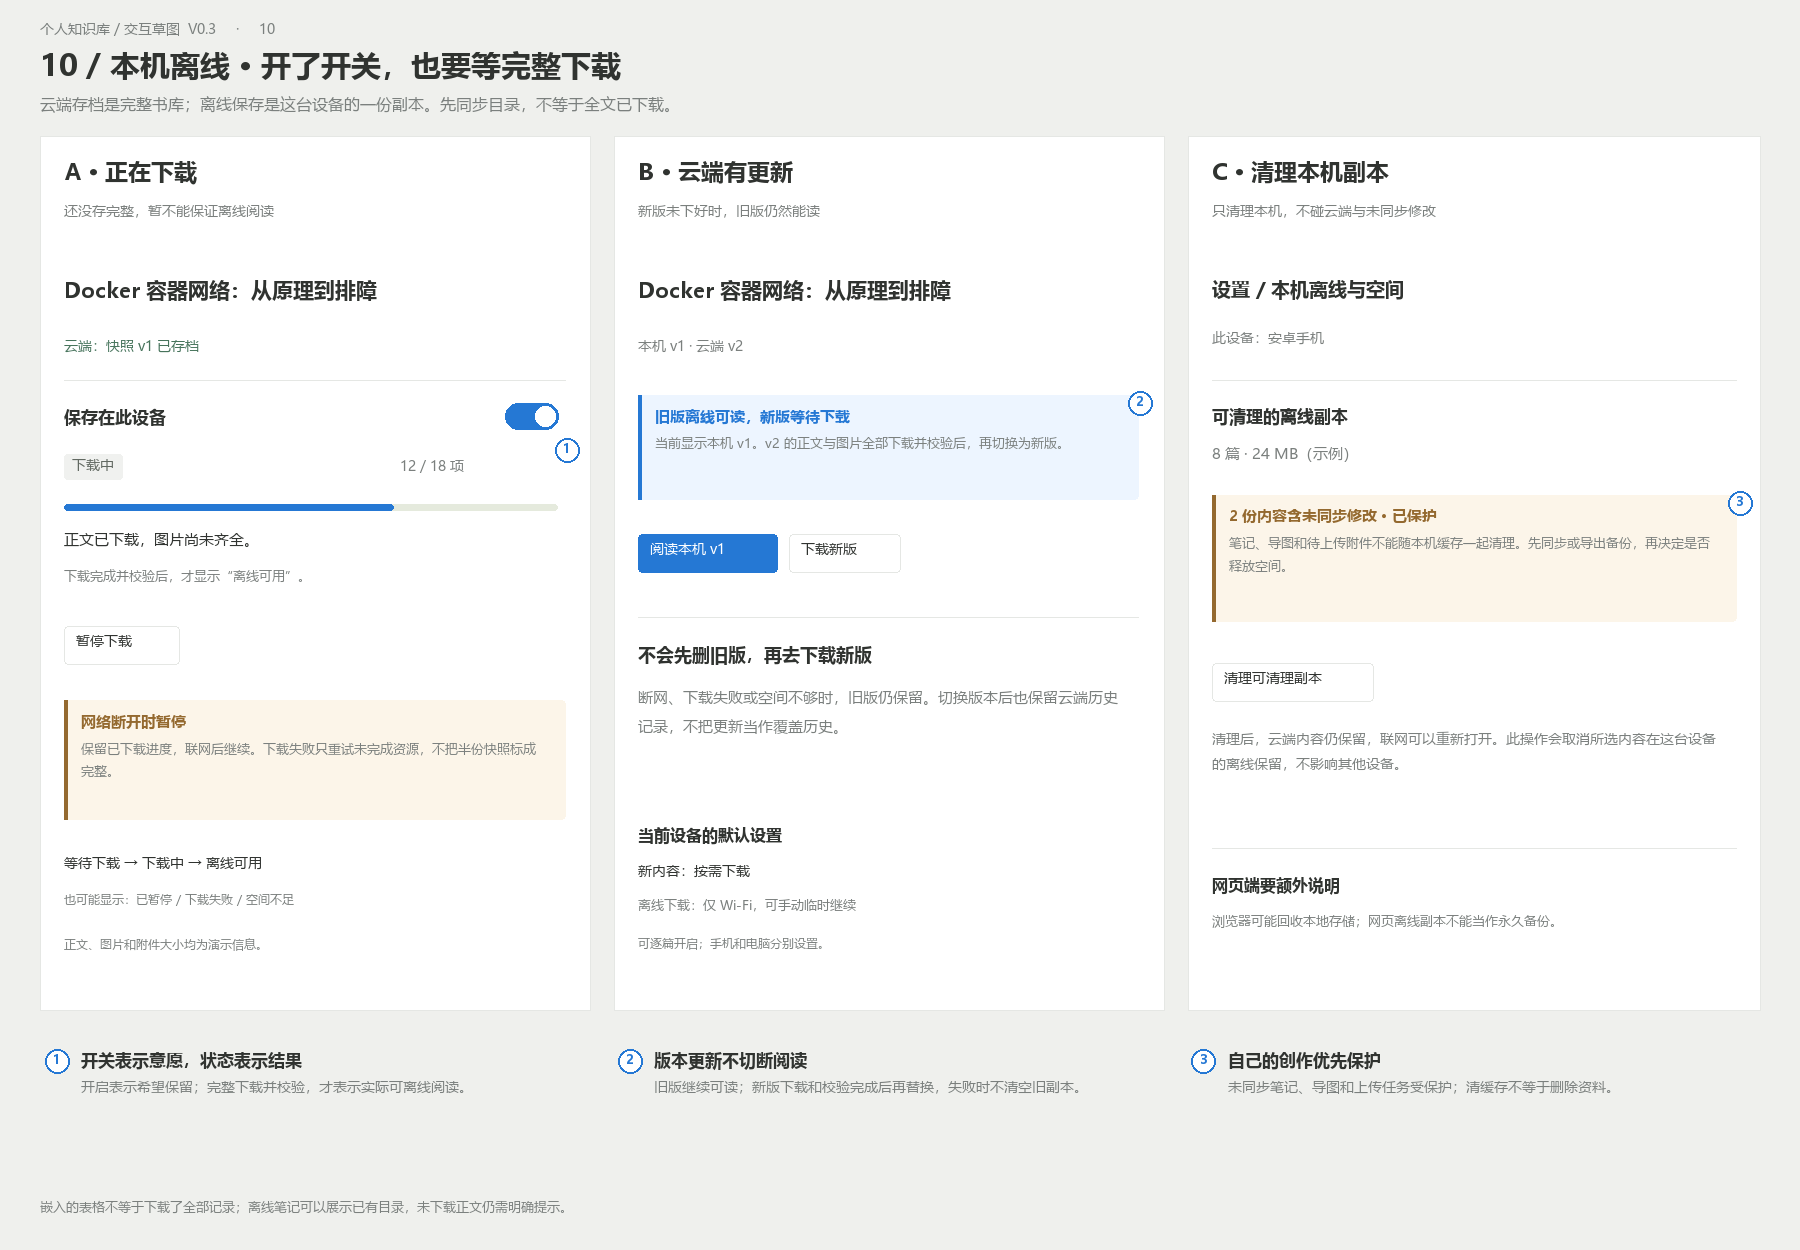 个人知识库 / 交互草图 V0.3 · 10
10 / 本机离线 • 开了开关，也要等完整下载
云端存档是完整书库；离线保存是这台设备的一份副本。先同步目录，不等于全文已下载。
A • 正在下载
还没存完整，暂不能保证离线阅读
Docker 容器网络：从原理到排障
云端：快照 v1 已存档
保存在此设备
1
下载中
12 / 18 项
正文已下载，图片尚未齐全。
下载完成并校验后，才显示“离线可用”。
暂停下载
网络断开时暂停
保留已下载进度，联网后继续。下载失败只重试未完成资源，不把半份快照标成
完整。
等待下载 → 下载中 → 离线可用
也可能显示：已暂停 / 下载失败 / 空间不足
正文、图片和附件大小均为演示信息。
B • 云端有更新
新版未下好时，旧版仍然能读
Docker 容器网络：从原理到排障
本机 v1 · 云端 v2
2
旧版离线可读，新版等待下载
当前显示本机 v1。v2 的正文与图片全部下载并校验后，再切换为新版。
阅读本机 v1
下载新版
不会先删旧版，再去下载新版
断网、下载失败或空间不够时，旧版仍保留。切换版本后也保留云端历史
记录，不把更新当作覆盖历史。
当前设备的默认设置
新内容：按需下载
离线下载：仅 Wi-Fi，可手动临时继续
可逐篇开启；手机和电脑分别设置。
C • 清理本机副本
只清理本机，不碰云端与未同步修改
设置 / 本机离线与空间
此设备：安卓手机
可清理的离线副本
8 篇 · 24 MB（示例）
3
2 份内容含未同步修改 • 已保护
笔记、导图和待上传附件不能随本机缓存一起清理。先同步或导出备份，再决定是否
释放空间。
清理可清理副本
清理后，云端内容仍保留，联网可以重新打开。此操作会取消所选内容在这台设备
的离线保留，不影响其他设备。
网页端要额外说明
浏览器可能回收本地存储；网页离线副本不能当作永久备份。
1 开关表示意愿，状态表示结果
开启表示希望保留；完整下载并校验，才表示实际可离线阅读。
2 版本更新不切断阅读
旧版继续可读；新版下载和校验完成后再替换，失败时不清空旧副本。
3 自己的创作优先保护
未同步笔记、导图和上传任务受保护；清缓存不等于删除资料。
嵌入的表格不等于下载了全部记录；离线笔记可以展示已有目录，未下载正文仍需明确提示。